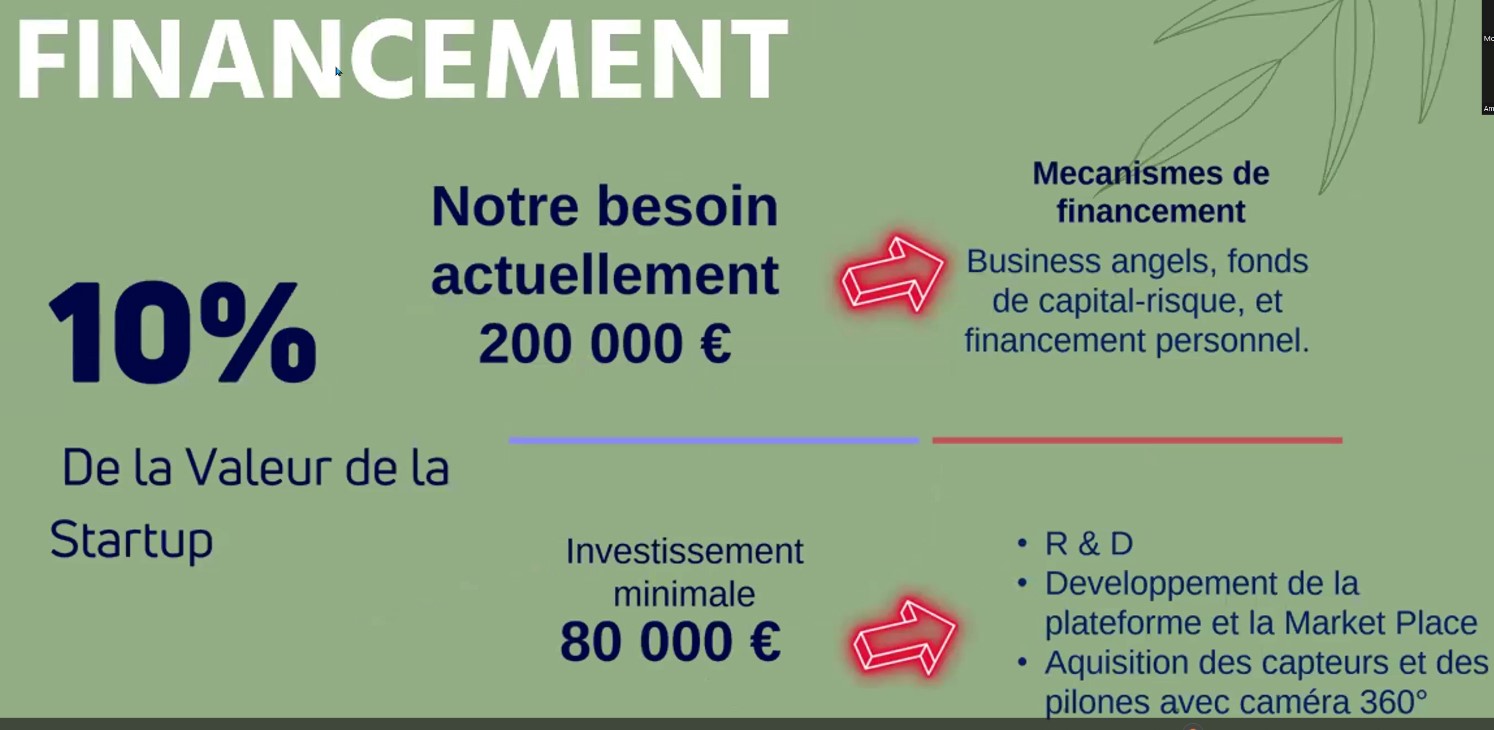 FINANCEMENT
10%
De la Valeur de la
Startup
Notre besoin
actuellement
200 000 €
Mecanismes de
financement
Business angels, fonds
de capital-risque, et
financement personnel.
Investissement
minimale
80 000 €
• R & D
• Developpement de la
plateforme et la Market Place
• Aquisition des capteurs et des
pilones avec caméra 360°